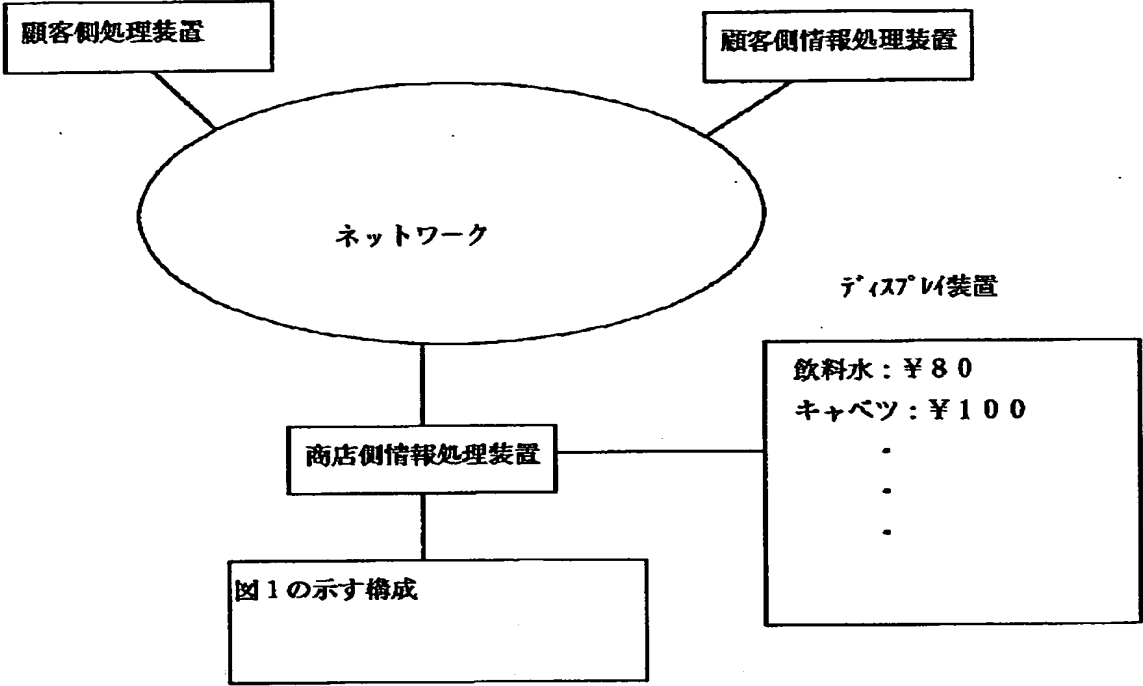 顧客側処理装置
顧客側情報処理装置
ネットワーク
ディスプレイ装置
飲料水:¥80
キャベツ:¥100
・
・
・
商店側情報処理装置
図1の示す構成